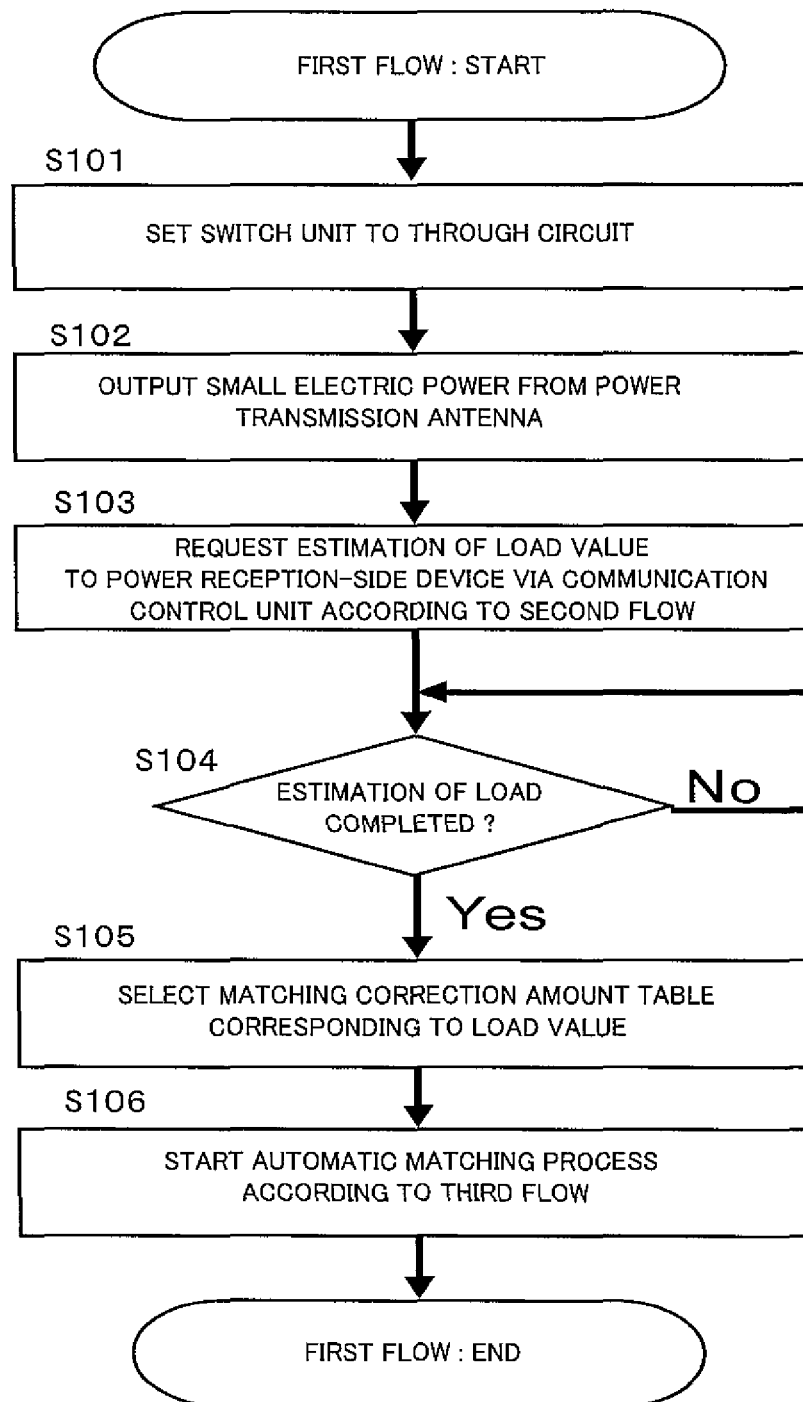 FIRST FLOW : START
S101
SET SWITCH UNIT TO THROUGH CIRCUIT
S102
OUTPUT SMALL ELECTRIC POWER FROM POWER
TRANSMISSION ANTENNA
S103
REQUEST ESTIMATION OF LOAD VALUE
TO POWER RECEPTION-SIDE DEVICE VIA COMMUNICATION
CONTROL UNIT ACCORDING TO SECOND FLOW
S104
ESTIMATION OF LOAD
COMPLETED ?
No
Yes
S105
SELECT MATCHING CORRECTION AMOUNT TABLE
CORRESPONDING TO LOAD VALUE
S106
START AUTOMATIC MATCHING PROCESS
ACCORDING TO THIRD FLOW
FIRST FLOW : END